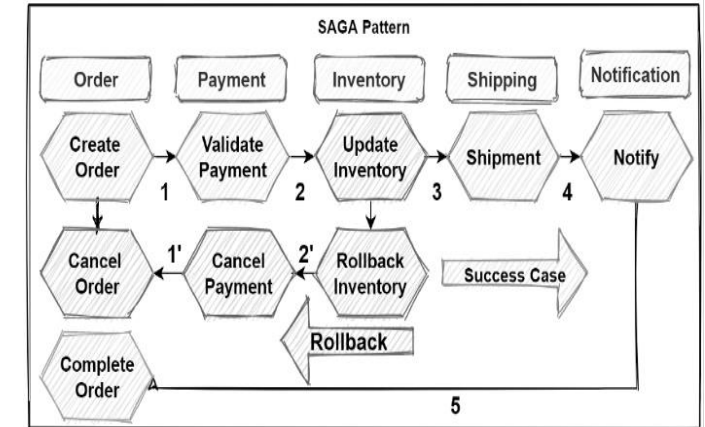 SAGA Pattern
Order
Payment
Inventory
Shipping
Notification
Create
Order
Validate
Payment
Update
Inventory
Shipment
Notify
1
2
3
4
Cancel
Order
1'
Cancel
Payment
2'
Rollback
Inventory
Success Case
Rollback
Complete
Order
5